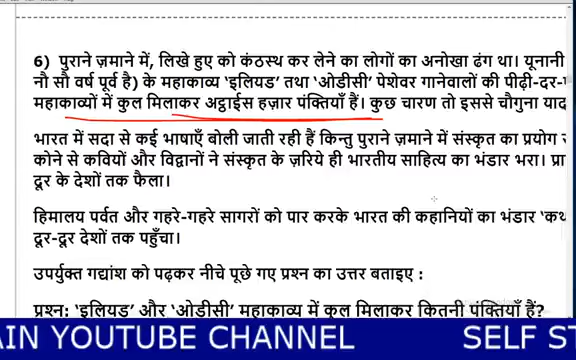 6) पुराने ज़माने में, लिखे हुए को कंठस्थ कर लेने का लोगों का अनोखा ढंग था। यूनानी
नौ सौ वर्ष पूर्व है) के महाकाव्य ‘इलियड’ तथा ‘ओडीसी’ पेशेवर गानेवालों की पीढ़ी-दर-
महाकाव्यों में कुल मिलाकर अट्ठाईस हज़ार पंक्तियाँ हैं। कुछ चारण तो इससे चौगुना याद
भारत में सदा से कई भाषाएँ बोली जाती रही हैं किन्तु पुराने ज़माने में संस्कृत का प्रयोग
कोने से कवियों और विद्वानों ने संस्कृत के ज़रिये ही भारतीय साहित्य का भंडार भरा।
दूर के देशों तक फैला।
हिमालय पर्वत और गहरे-गहरे सागरों को पार करके भारत की कहानियों का भंडार
दूर-दूर देशों तक पहुँचा।
उपर्युक्त गद्यांश को पढ़कर नीचे पूछे गए प्रश्न का उत्तर बताइए :
प्रश्न: ‘इलियड’ और ‘ओडीसी’ महाकाव्य में कुल मिलाकर कितनी पंक्तियाँ हैं?
AIN YOUTUBE CHANNEL SELF ST